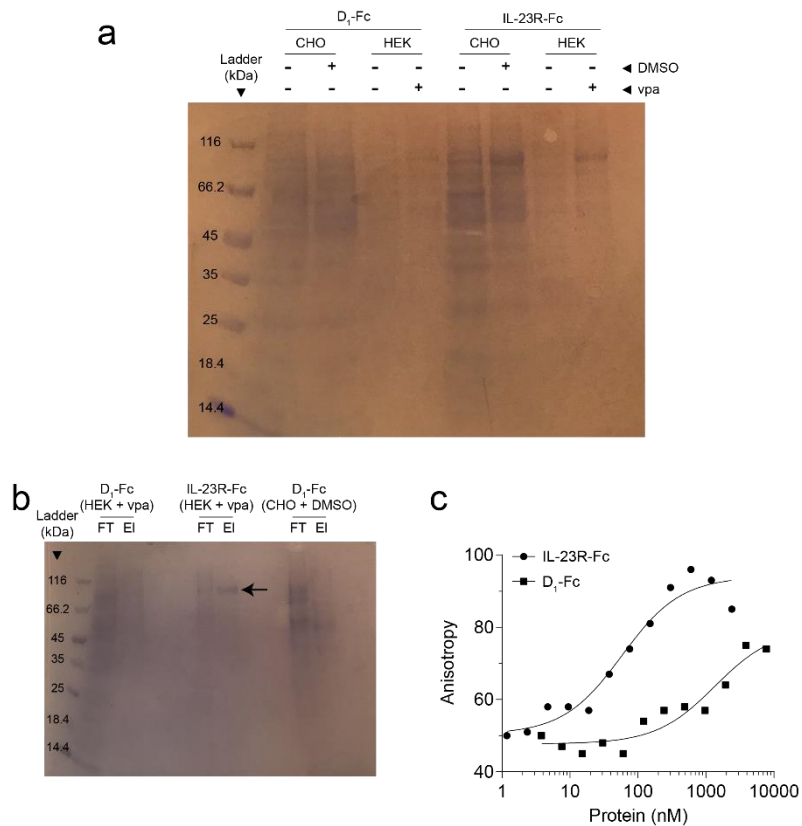 a
D1-Fc IL-23R-Fc
CHO HEK CHO HEK
Ladder
(kDa)
- + - - - + - - ◄ DMSO
▼ - - - + - - - + ◄ vpa
116
66.2
45
35
25
18.4
14.4
b
D1-Fc IL-23R-Fc D1-Fc
(HEK + vpa) (HEK + vpa) (CHO + DMSO)
Ladder
(kDa)
FT El FT El FT El
▼
116
66.2
45
35
25
18.4
14.4
c
100
80
60
40
Anisotropy
IL-23R-Fc
D1-Fc
1 10 100 1000 10000
Protein (nM)